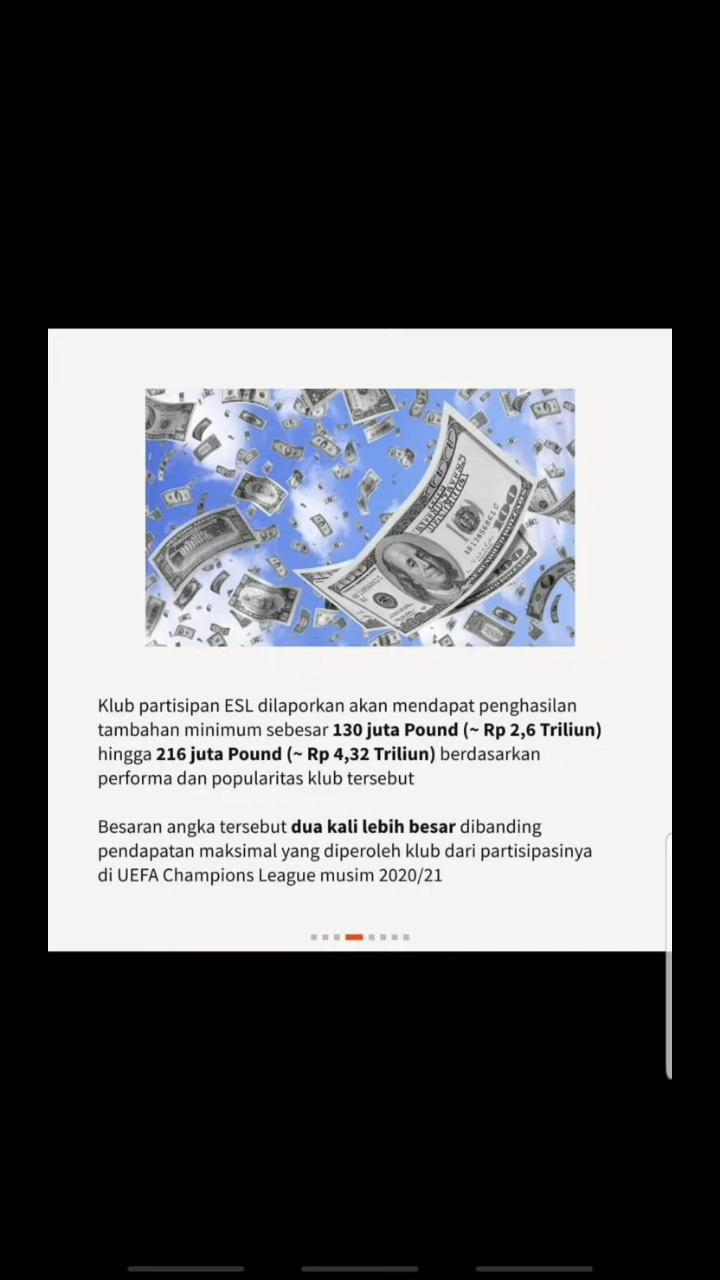 Klub partisipan ESL dilaporkan akan mendapat penghasilan
tambahan minimum sebesar 130 juta Pound (~ Rp 2,6 Triliun)
hingga 216 juta Pound (~ Rp 4,32 Triliun) berdasarkan
performa dan popularitas klub tersebut
Besaran angka tersebut dua kali lebih besar dibanding
pendapatan maksimal yang diperoleh klub dari partisipasinya
di UEFA Champions League musim 2020/21